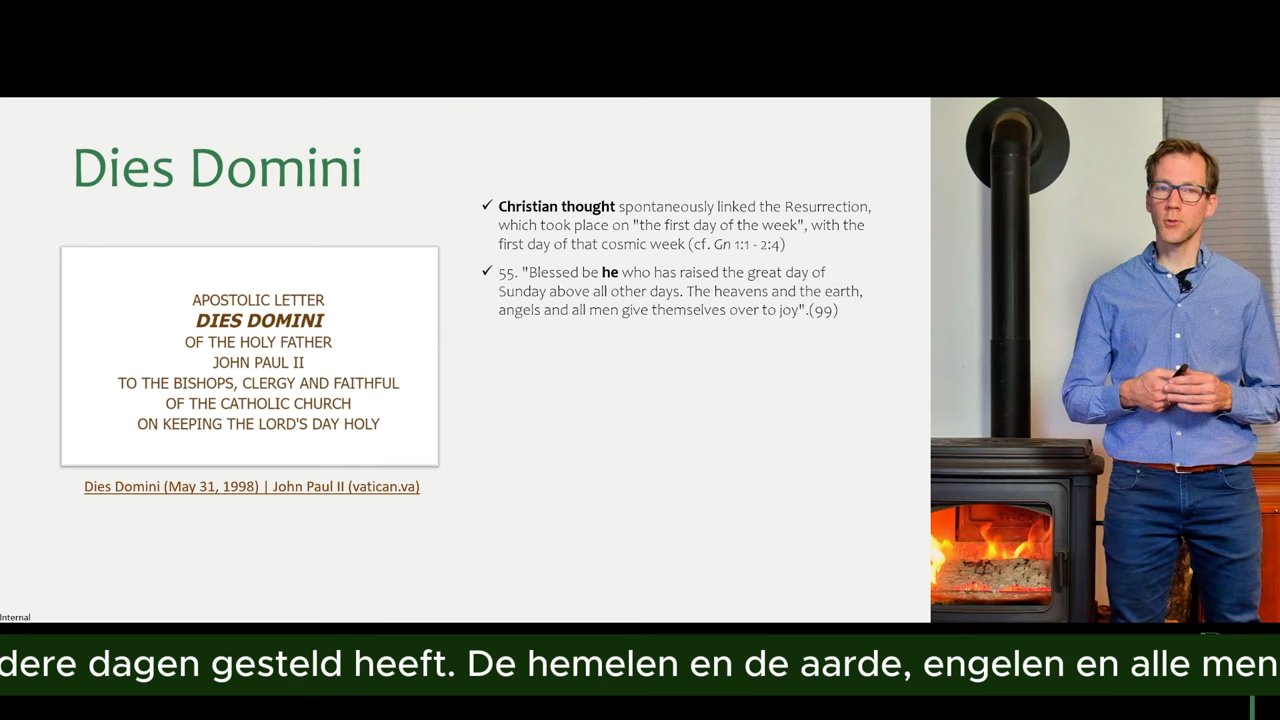 Dies Domini
APOSTOLIC LETTER
DIES DOMINI
OF THE HOLY FATHER
JOHN PAUL II
TO THE BISHOPS, CLERGY AND FAITHFUL
OF THE CATHOLIC CHURCH
ON KEEPING THE LORD'S DAY HOLY
Dies Domini (May 31, 1998) | John Paul II (vatican.va)
✓ Christian thought spontaneously linked the Resurrection,
which took place on "the first day of the week", with the
first day of that cosmic week (cf. Gn 1:1 - 2:4)
✓ 55. "Blessed be he who has raised the great day of
Sunday above all other days. The heavens and the earth,
angels and all men give themselves over to joy".(99)
Internal
dere dagen gesteld heeft. De hemelen en de aarde, engelen en alle men